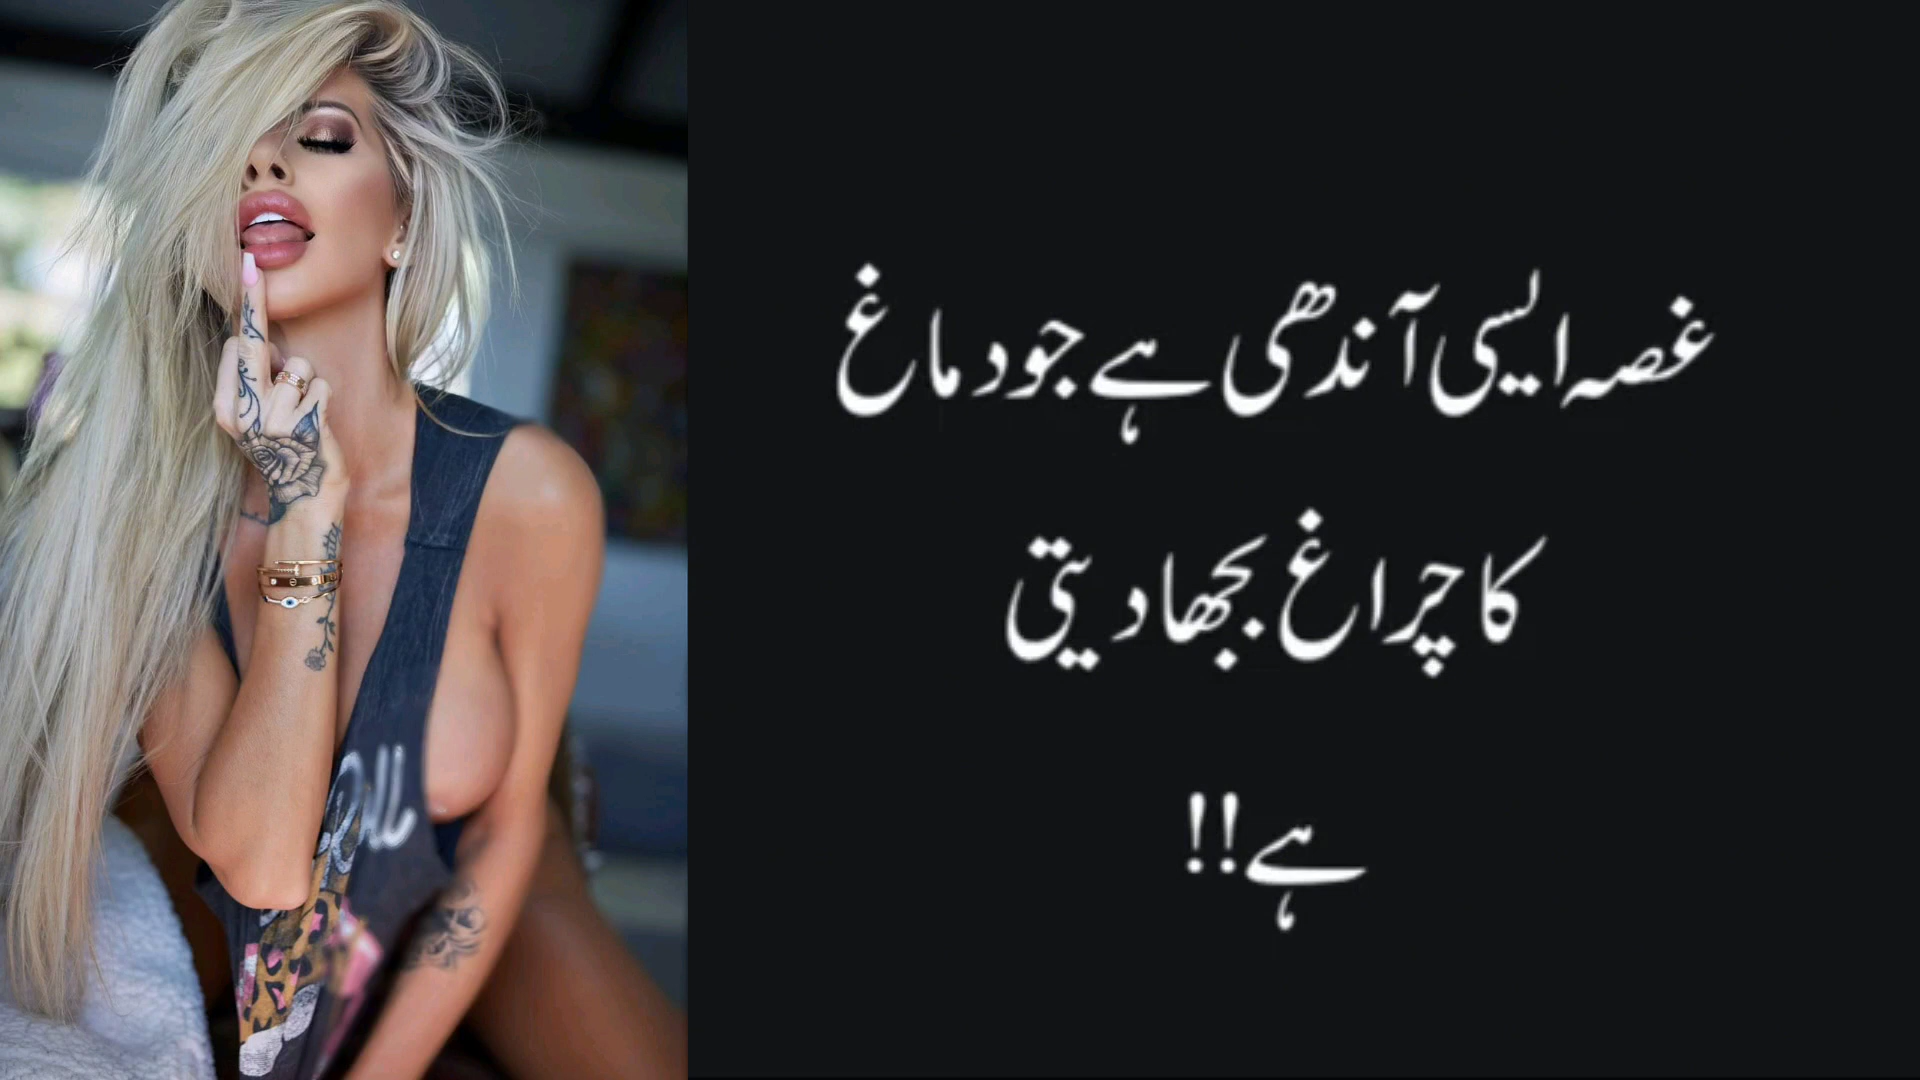 غصہ ایسی آندھی ہے جو دماغ
کا چراغ بجھا دیتی
ہے!!